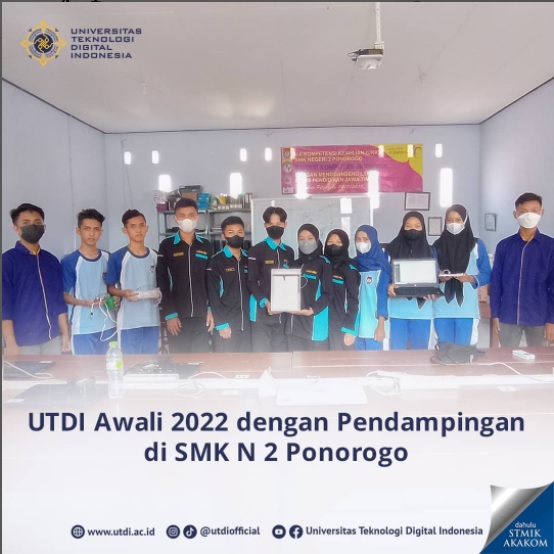 UNIVERSITAS
TEKNOLOGI
DIGITAL
INDONESIA
UTDI Awali 2022 dengan Pendampingan
di SMK N 2 Ponorogo
www.utdi.ac.id
@utdiofficial
Universitas Teknologi Digital Indonesia
dahulu
STMIK
AKAKOM